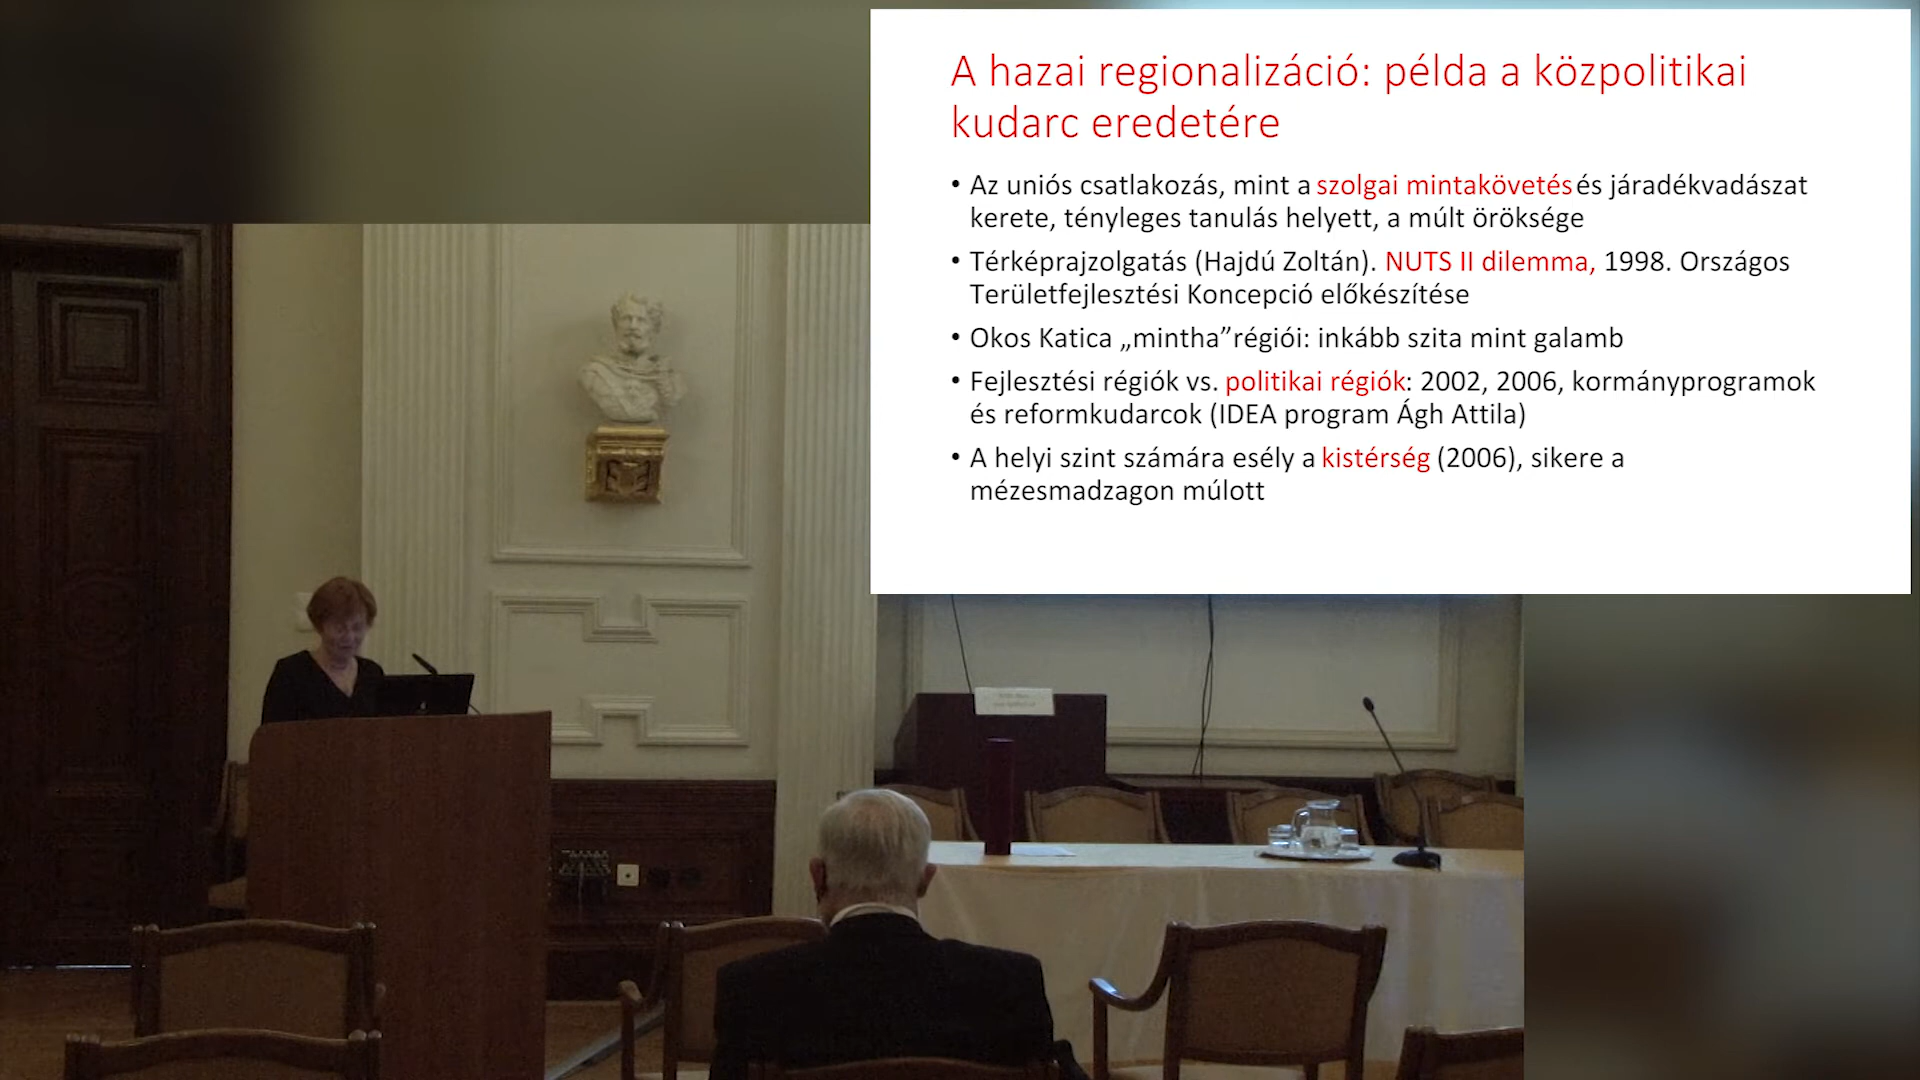 A hazai regionalizáció: példa a közpolitikai
kudarc eredetére
• Az uniós csatlakozás, mint a szolgai mintakövetés és járadékvadászat
kerete, tényleges tanulás helyett, a múlt öröksége
• Térképrajzolgatás (Hajdú Zoltán). NUTS II dilemma, 1998. Országos
Területfejlesztési Koncepció előkészítése
• Okos Katica „mintha”régiói: inkább szita mint galamb
• Fejlesztési régiók vs. politikai régiók: 2002, 2006, kormányprogramok
és reformkudarcok (IDEA program Ágh Attila)
• A helyi szint számára esély a kistérség (2006), sikere a
mézesmadzagon múlott